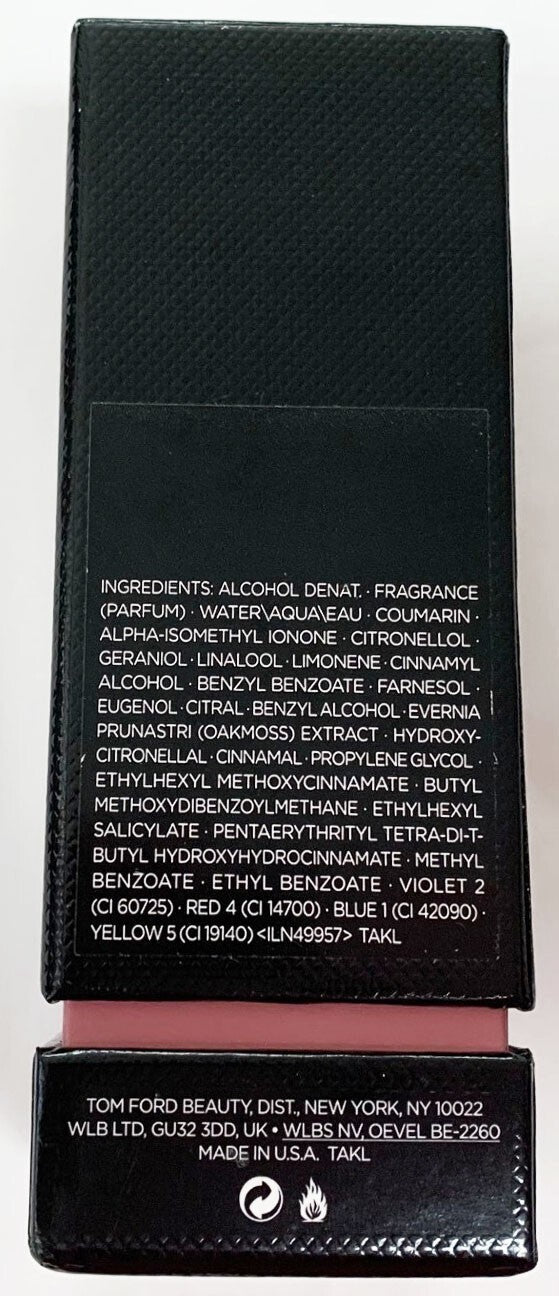 INGREDIENTS: ALCOHOL DENAT. · FRAGRANCE
(PARFUM) · WATER\AQUA\EAU · COUMARIN ·
ALPHA-ISOMETHYL IONONE · CITRONELLOL ·
GERANIOL · LINALOOL · LIMONENE · CINNAMYL
ALCOHOL · BENZYL BENZOATE · FARNESOL ·
EUGENOL · CITRAL · BENZYL ALCOHOL · EVERNIA
PRUNASTRI (OAKMOSS) EXTRACT · HYDROXY-
CITRONELLAL · CINNAMAL · PROPYLENE GLYCOL ·
ETHYLHEXYL METHOXYCINNAMATE · BUTYL
METHOXYDIBENZOYLMETHANE · ETHYLHEXYL
SALICYLATE · PENTAERYTHRITYL TETRA-DI-T-
BUTYL HYDROXYHYDROCINNAMATE · METHYL
BENZOATE · ETHYL BENZOATE · VIOLET 2
(CI 60725) · RED 4 (CI 14700) · BLUE 1 (CI 42090) ·
YELLOW 5 (CI 19140) <ILN49957> TAKL
TOM FORD BEAUTY, DIST., NEW YORK, NY 10022
WLB LTD, GU32 3DD, UK • WLBS NV, OEVEL BE-2260
MADE IN U.S.A. TAKL